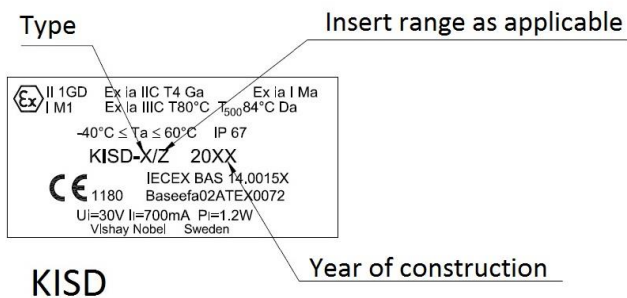 Type
Insert range as applicable
Ex II 1GD Ex ia IIC T4 Ga Ex ia I Ma
I M1 Ex ia IIIC T80°C T500 84°C Da
-40°C ≤ Ta ≤ 60°C IP 67
KISD-X/Z 20XX
CE 1180 IECEX BAS 14.0015X
Baseefa02ATEX0072
Ui=30V Ii=700mA Pi=1.2W
Vishay Nobel Sweden
KISD
Year of construction